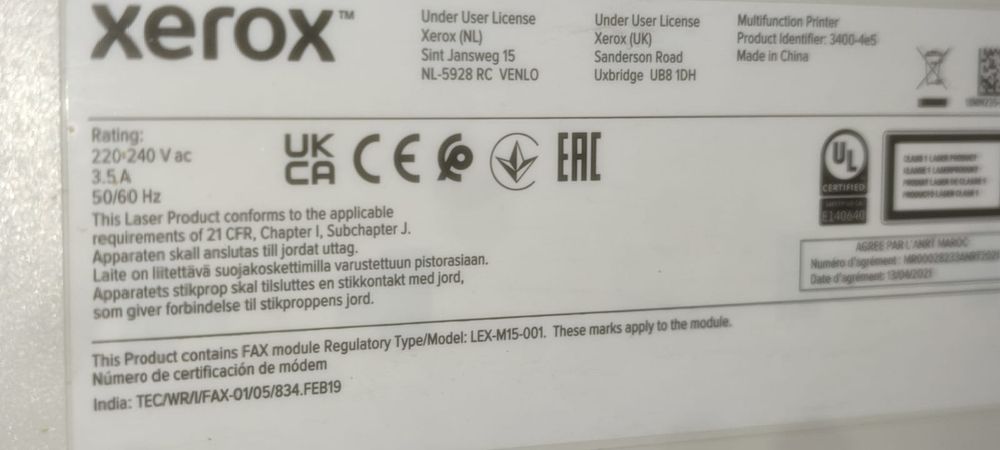 xerox™
Under User License
Xerox (NL)
Sint Jansweg 15
NL-5928 RC VENLO
Under User License
Xerox (UK)
Sanderson Road
Uxbridge UB8 1DH
Multifunction Printer
Product Identifier: 3400-4e5
Made in China
Rating:
220-240 V ac
3.5 A
50/60 Hz
UK
CA
CE
EAC
UL
CERTIFIED
E140640
CLASS 1 LASER PRODUCT
This Laser Product conforms to the applicable
requirements of 21 CFR, Chapter I, Subchapter J.
Apparaten skall anslutas till jordat uttag.
Laite on liitettävä suojakoskettimilla varustettuun pistorasiaan.
Apparatets stikprop skal tilsluttes en stikkontakt med jord,
som giver forbindelse til stikproppens jord.
AGREE PAR L'ANRT MAROC
Numéro d'agrément : MR00028233ANRT2021
Date d'agrément: 13/04/2021
This Product contains FAX module Regulatory Type/Model: LEX-M15-001. These marks apply to the module.
Número de certificación de módem
India: TEC/WR/I/FAX-01/05/834.FEB19